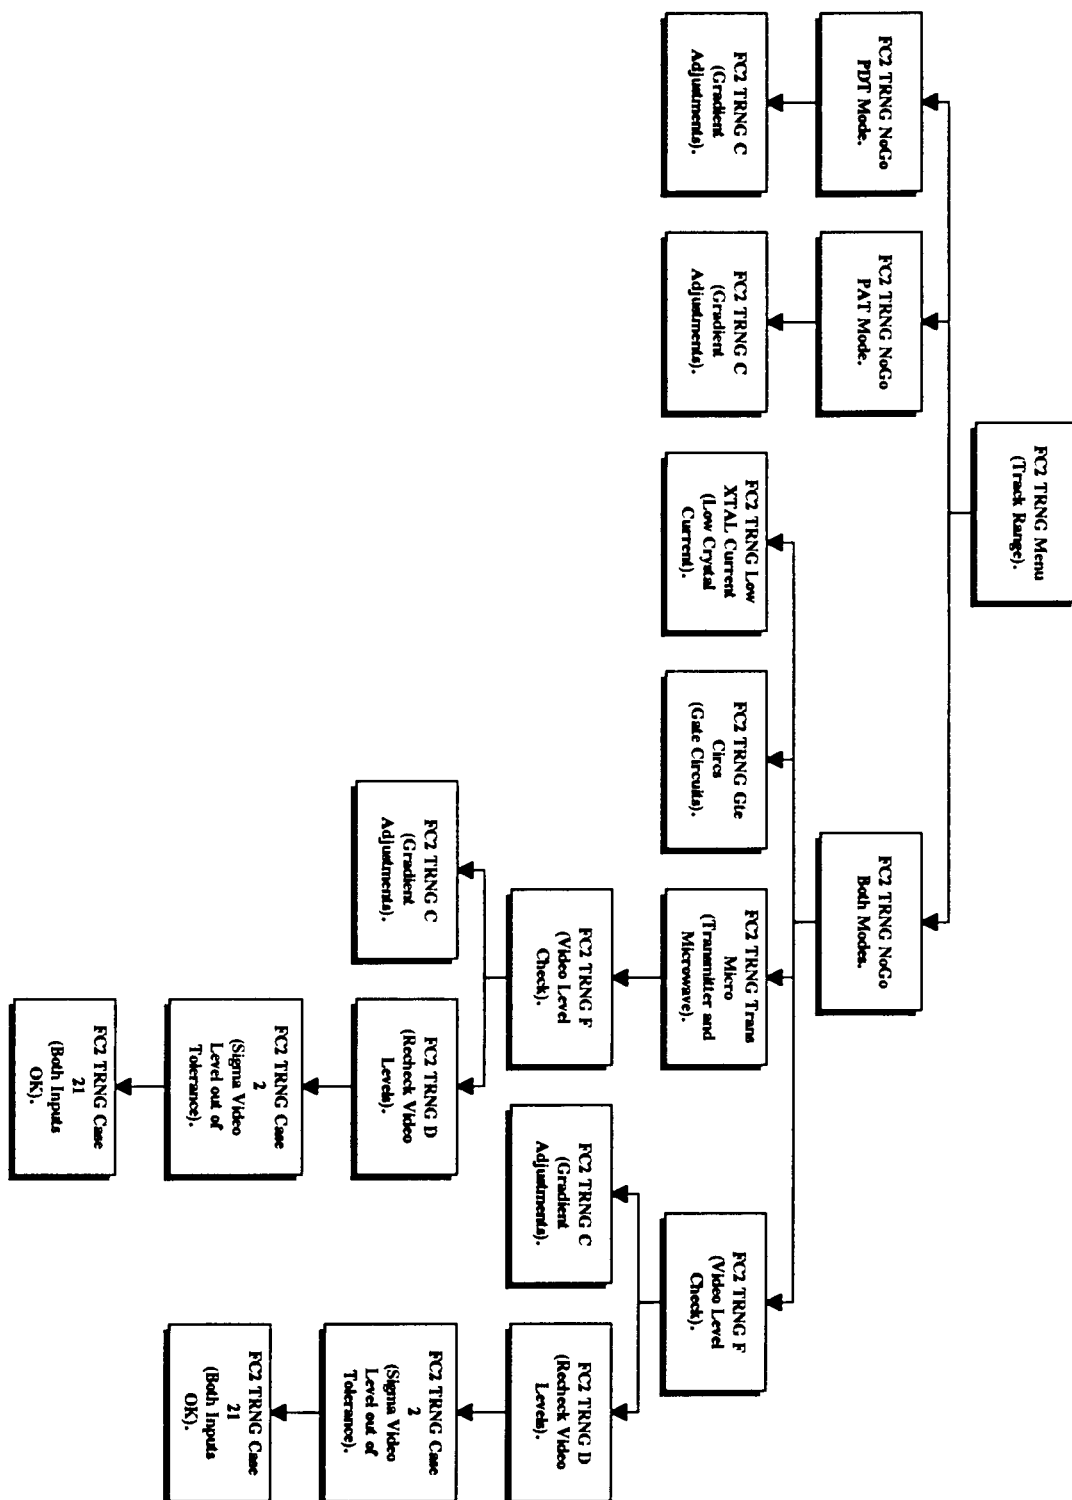 FC2 TRNG Menu
(Track Range).
FC2 TRNG NoGo
PDT Mode.
FC2 TRNG NoGo
PAT Mode.
FC2 TRNG NoGo
Both Modes.
FC2 TRNG C
(Gradient
Adjustments).
FC2 TRNG C
(Gradient
Adjustments).
FC2 TRNG Low
XTAL Current
(Low Crystal
Current).
FC2 TRNG Gte
Circs
(Gate Circuits).
FC2 TRNG Trans
Micro
(Transmitter and
Microwave).
FC2 TRNG F
(Video Level
Check).
FC2 TRNG F
(Video Level
Check).
FC2 TRNG C
(Gradient
Adjustments).
FC2 TRNG D
(Recheck Video
Levels).
FC2 TRNG C
(Gradient
Adjustments).
FC2 TRNG D
(Recheck Video
Levels).
FC2 TRNG Case
2
(Sigma Video
Level out of
Tolerance).
FC2 TRNG Case
2
(Sigma Video
Level out of
Tolerance).
FC2 TRNG Case
21
(Both Inputs
OK).
FC2 TRNG Case
21
(Both Inputs
OK).